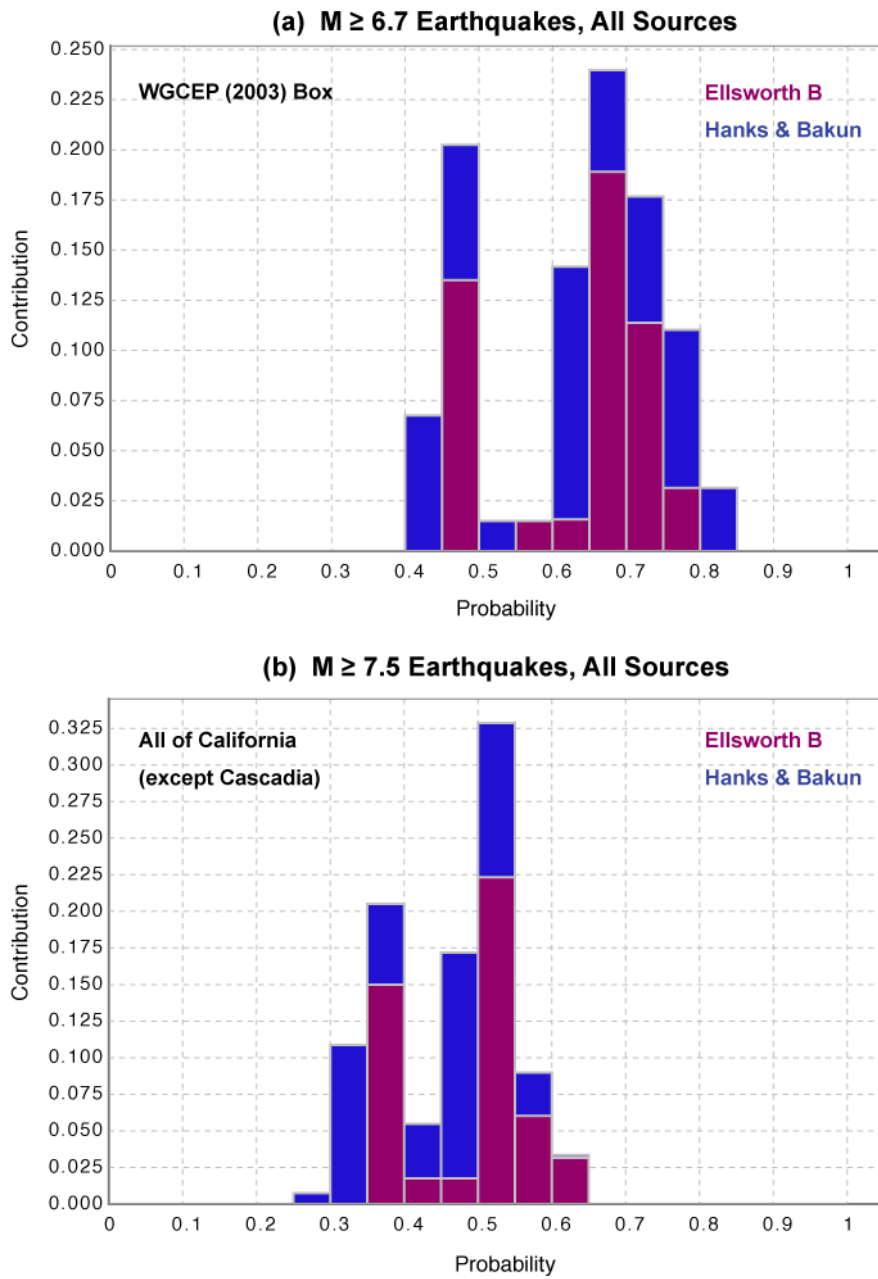 (a) M ≥ 6.7 Earthquakes, All Sources
0.250
0.225
0.200
0.175
0.150
0.125
0.100
0.075
0.050
0.025
0.000
Contribution
WGCEP (2003) Box
Ellsworth B
Hanks & Bakun
0 0.1 0.2 0.3 0.4 0.5 0.6 0.7 0.8 0.9 1
Probability
(b) M ≥ 7.5 Earthquakes, All Sources
0.325
0.300
0.275
0.250
0.225
0.200
0.175
0.150
0.125
0.100
0.075
0.050
0.025
0.000
Contribution
All of California
(except Cascadia)
Ellsworth B
Hanks & Bakun
0 0.1 0.2 0.3 0.4 0.5 0.6 0.7 0.8 0.9 1
Probability